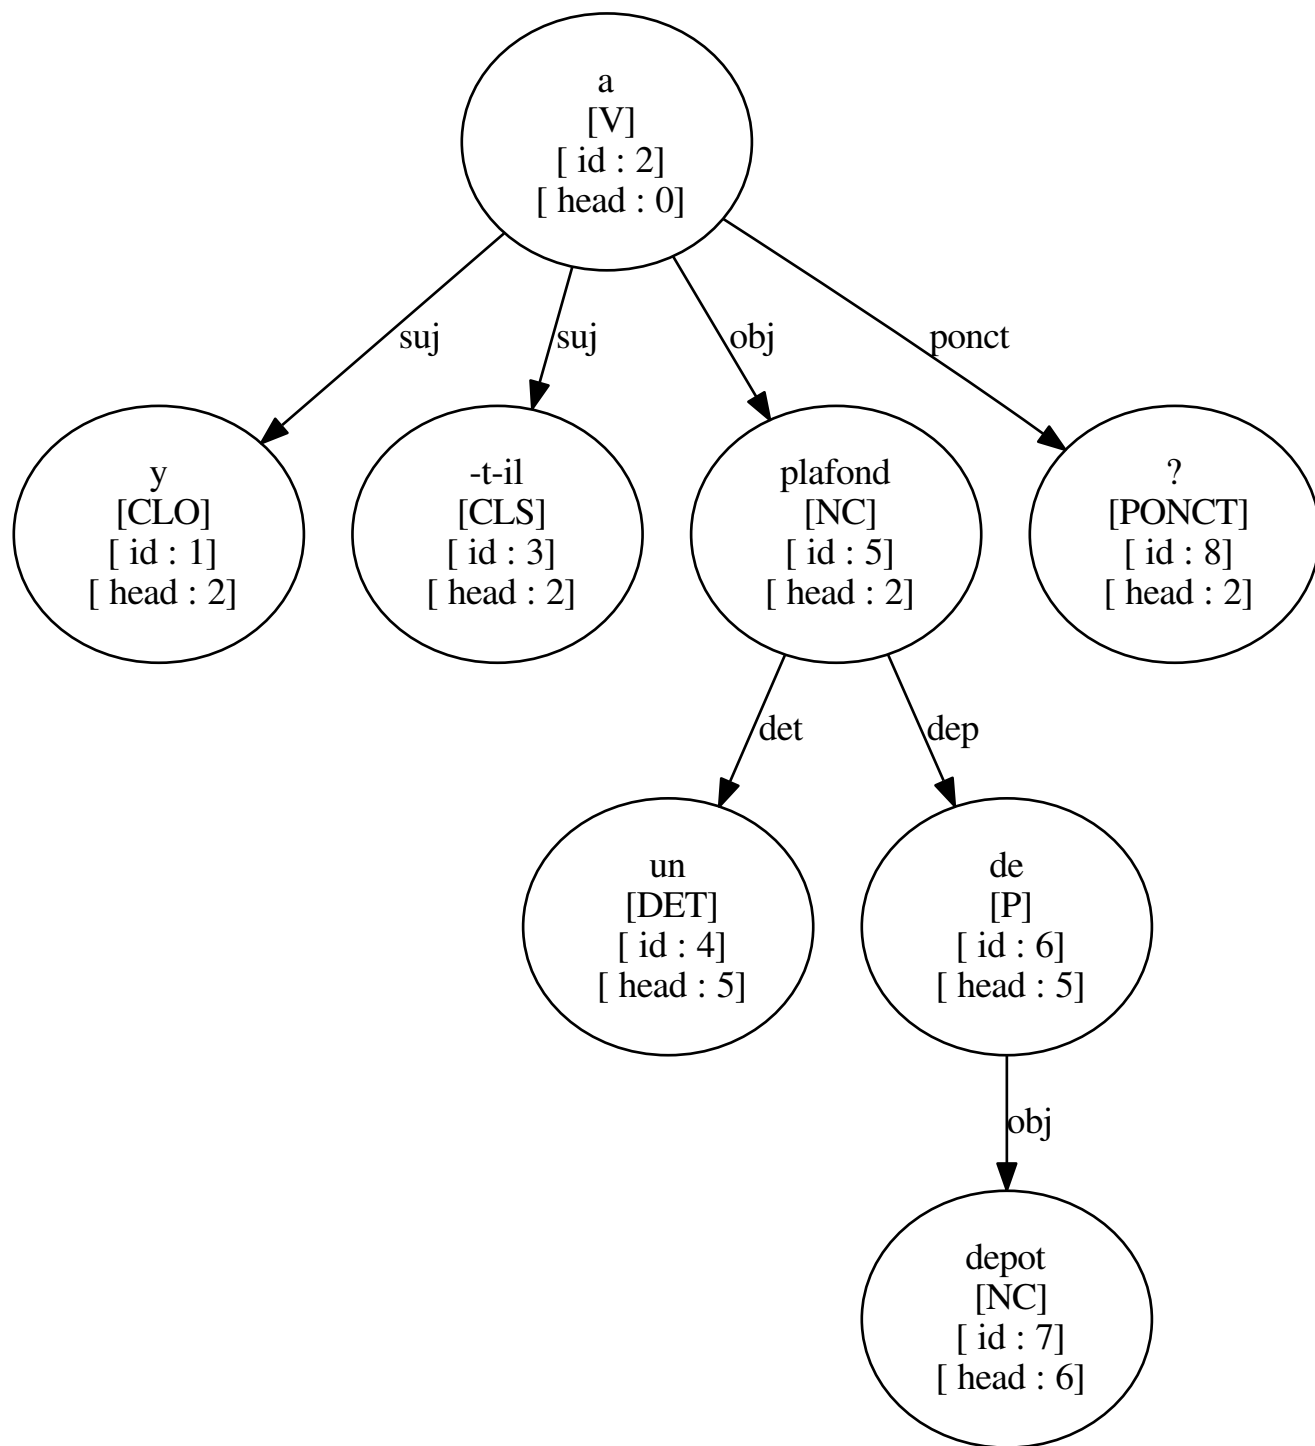 a
[V]
[ id : 2]
[ head : 0]
suj
suj
obj
ponct
y
[CLO]
[ id : 1]
[ head : 2]
-t-il
[CLS]
[ id : 3]
[ head : 2]
plafond
[NC]
[ id : 5]
[ head : 2]
?
[PONCT]
[ id : 8]
[ head : 2]
det
dep
un
[DET]
[ id : 4]
[ head : 5]
de
[P]
[ id : 6]
[ head : 5]
obj
depot
[NC]
[ id : 7]
[ head : 6]